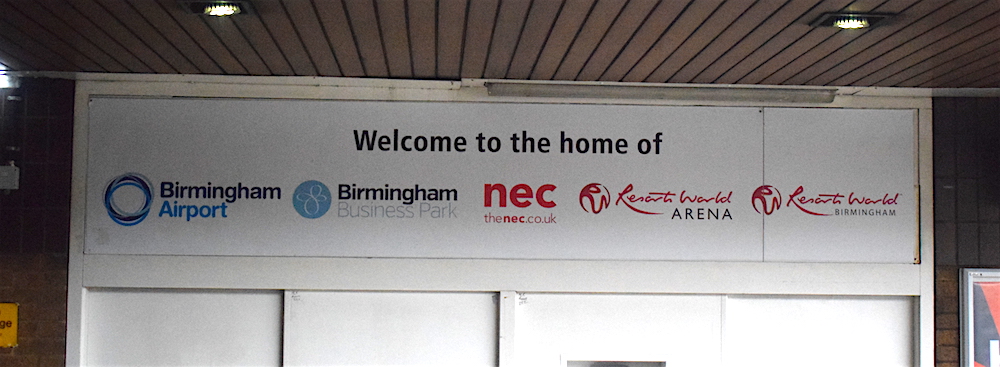 Welcome to the home of
Birmingham
Airport
Birmingham
Business Park
nec
thenec.co.uk
Resorts World
ARENA
Resorts World
BIRMINGHAM